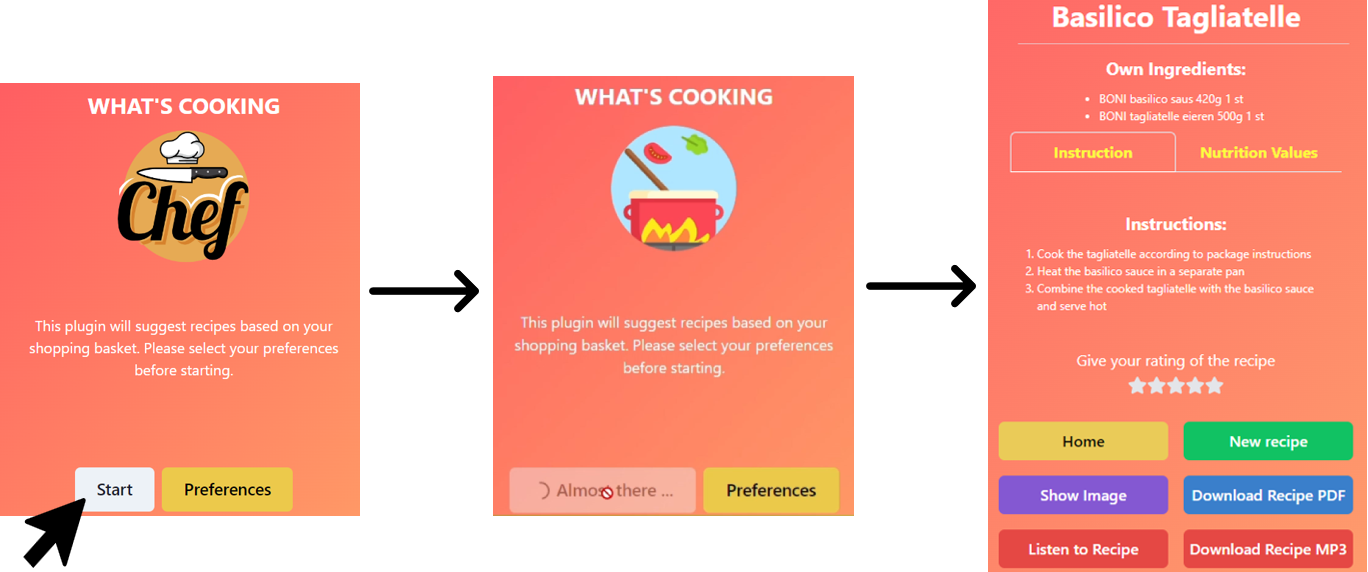 WHAT'S COOKING
Chef
This plugin will suggest recipes based on your
shopping basket. Please select your preferences
before starting.
Start
Preferences
WHAT'S COOKING
This plugin will suggest recipes based on your
shopping basket. Please select your preferences
before starting.
Almost there ...
Preferences
Basilico Tagliatelle
Own Ingredients:
• BONI basilico saus 420g 1 st
• BONI tagliatelle eieren 500g 1 st
Instruction
Nutrition Values
Instructions:
1. Cook the tagliatelle according to package instructions
2. Heat the basilico sauce in a separate pan
3. Combine the cooked tagliatelle with the basilico sauce
and serve hot
Give your rating of the recipe
Home
New recipe
Show Image
Download Recipe PDF
Listen to Recipe
Download Recipe MP3